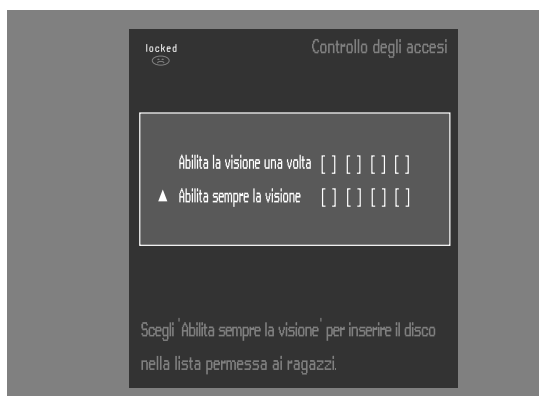 locked
Controllo degli accesi
Abilita la visione una volta [ ] [ ] [ ] [ ]
▲ Abilita sempre la visione [ ] [ ] [ ] [ ]
Scegli 'Abilita sempre la visione' per inserire il disco
nella lista permessa ai ragazzi.